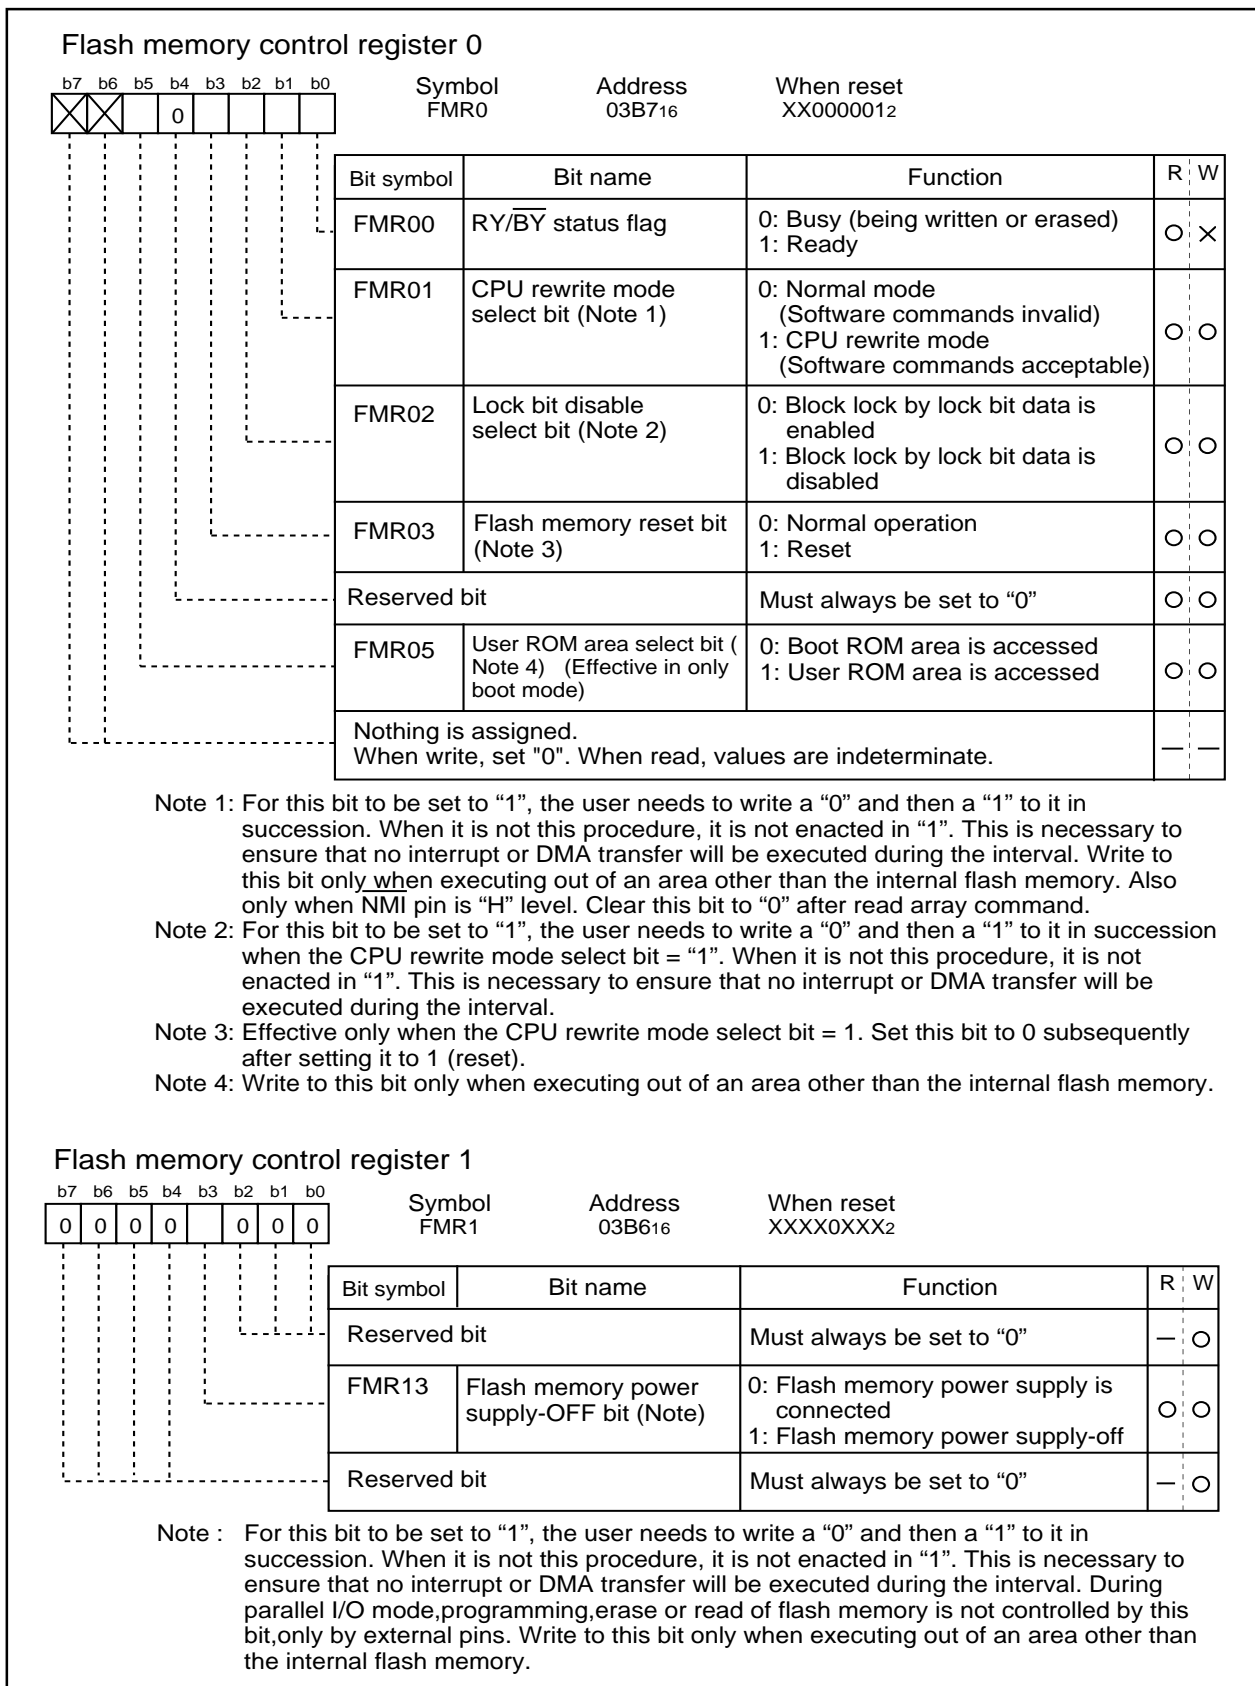 Flash memory control register 0
b7 b6 b5 b4 b3 b2 b1 b0
0
Symbol Address When reset
FMR0 03B716 XX0000012
Bit symbol Bit name Function R W
FMR00 RY/BY status flag 0: Busy (being written or erased)
1: Ready
FMR01 CPU rewrite mode 0: Normal mode
select bit (Note 1) (Software commands invalid)
1: CPU rewrite mode
(Software commands acceptable)
FMR02 Lock bit disable 0: Block lock by lock bit data is
select bit (Note 2) enabled
1: Block lock by lock bit data is
disabled
FMR03 Flash memory reset bit 0: Normal operation
(Note 3) 1: Reset
Reserved bit Must always be set to “0”
FMR05 User ROM area select bit ( 0: Boot ROM area is accessed
Note 4) (Effective in only 1: User ROM area is accessed
boot mode)
Nothing is assigned.
When write, set "0". When read, values are indeterminate.
Note 1: For this bit to be set to “1”, the user needs to write a “0” and then a “1” to it in
succession. When it is not this procedure, it is not enacted in “1”. This is necessary to
ensure that no interrupt or DMA transfer will be executed during the interval. Write to
this bit only when executing out of an area other than the internal flash memory. Also
only when NMI pin is “H” level. Clear this bit to “0” after read array command.
Note 2: For this bit to be set to “1”, the user needs to write a “0” and then a “1” to it in succession
when the CPU rewrite mode select bit = “1”. When it is not this procedure, it is not
enacted in “1”. This is necessary to ensure that no interrupt or DMA transfer will be
executed during the interval.
Note 3: Effective only when the CPU rewrite mode select bit = 1. Set this bit to 0 subsequently
after setting it to 1 (reset).
Note 4: Write to this bit only when executing out of an area other than the internal flash memory.
Flash memory control register 1
b7 b6 b5 b4 b3 b2 b1 b0
0 0 0 0 0 0 0
Symbol Address When reset
FMR1 03B616 XXXX0XXX2
Bit symbol Bit name Function R W
Reserved bit Must always be set to “0”
FMR13 Flash memory power 0: Flash memory power supply is
supply-OFF bit (Note) connected
1: Flash memory power supply-off
Reserved bit Must always be set to “0”
Note : For this bit to be set to “1”, the user needs to write a “0” and then a “1” to it in
succession. When it is not this procedure, it is not enacted in “1”. This is necessary to
ensure that no interrupt or DMA transfer will be executed during the interval. During
parallel I/O mode,programming,erase or read of flash memory is not controlled by this
bit,only by external pins. Write to this bit only when executing out of an area other than
the internal flash memory.